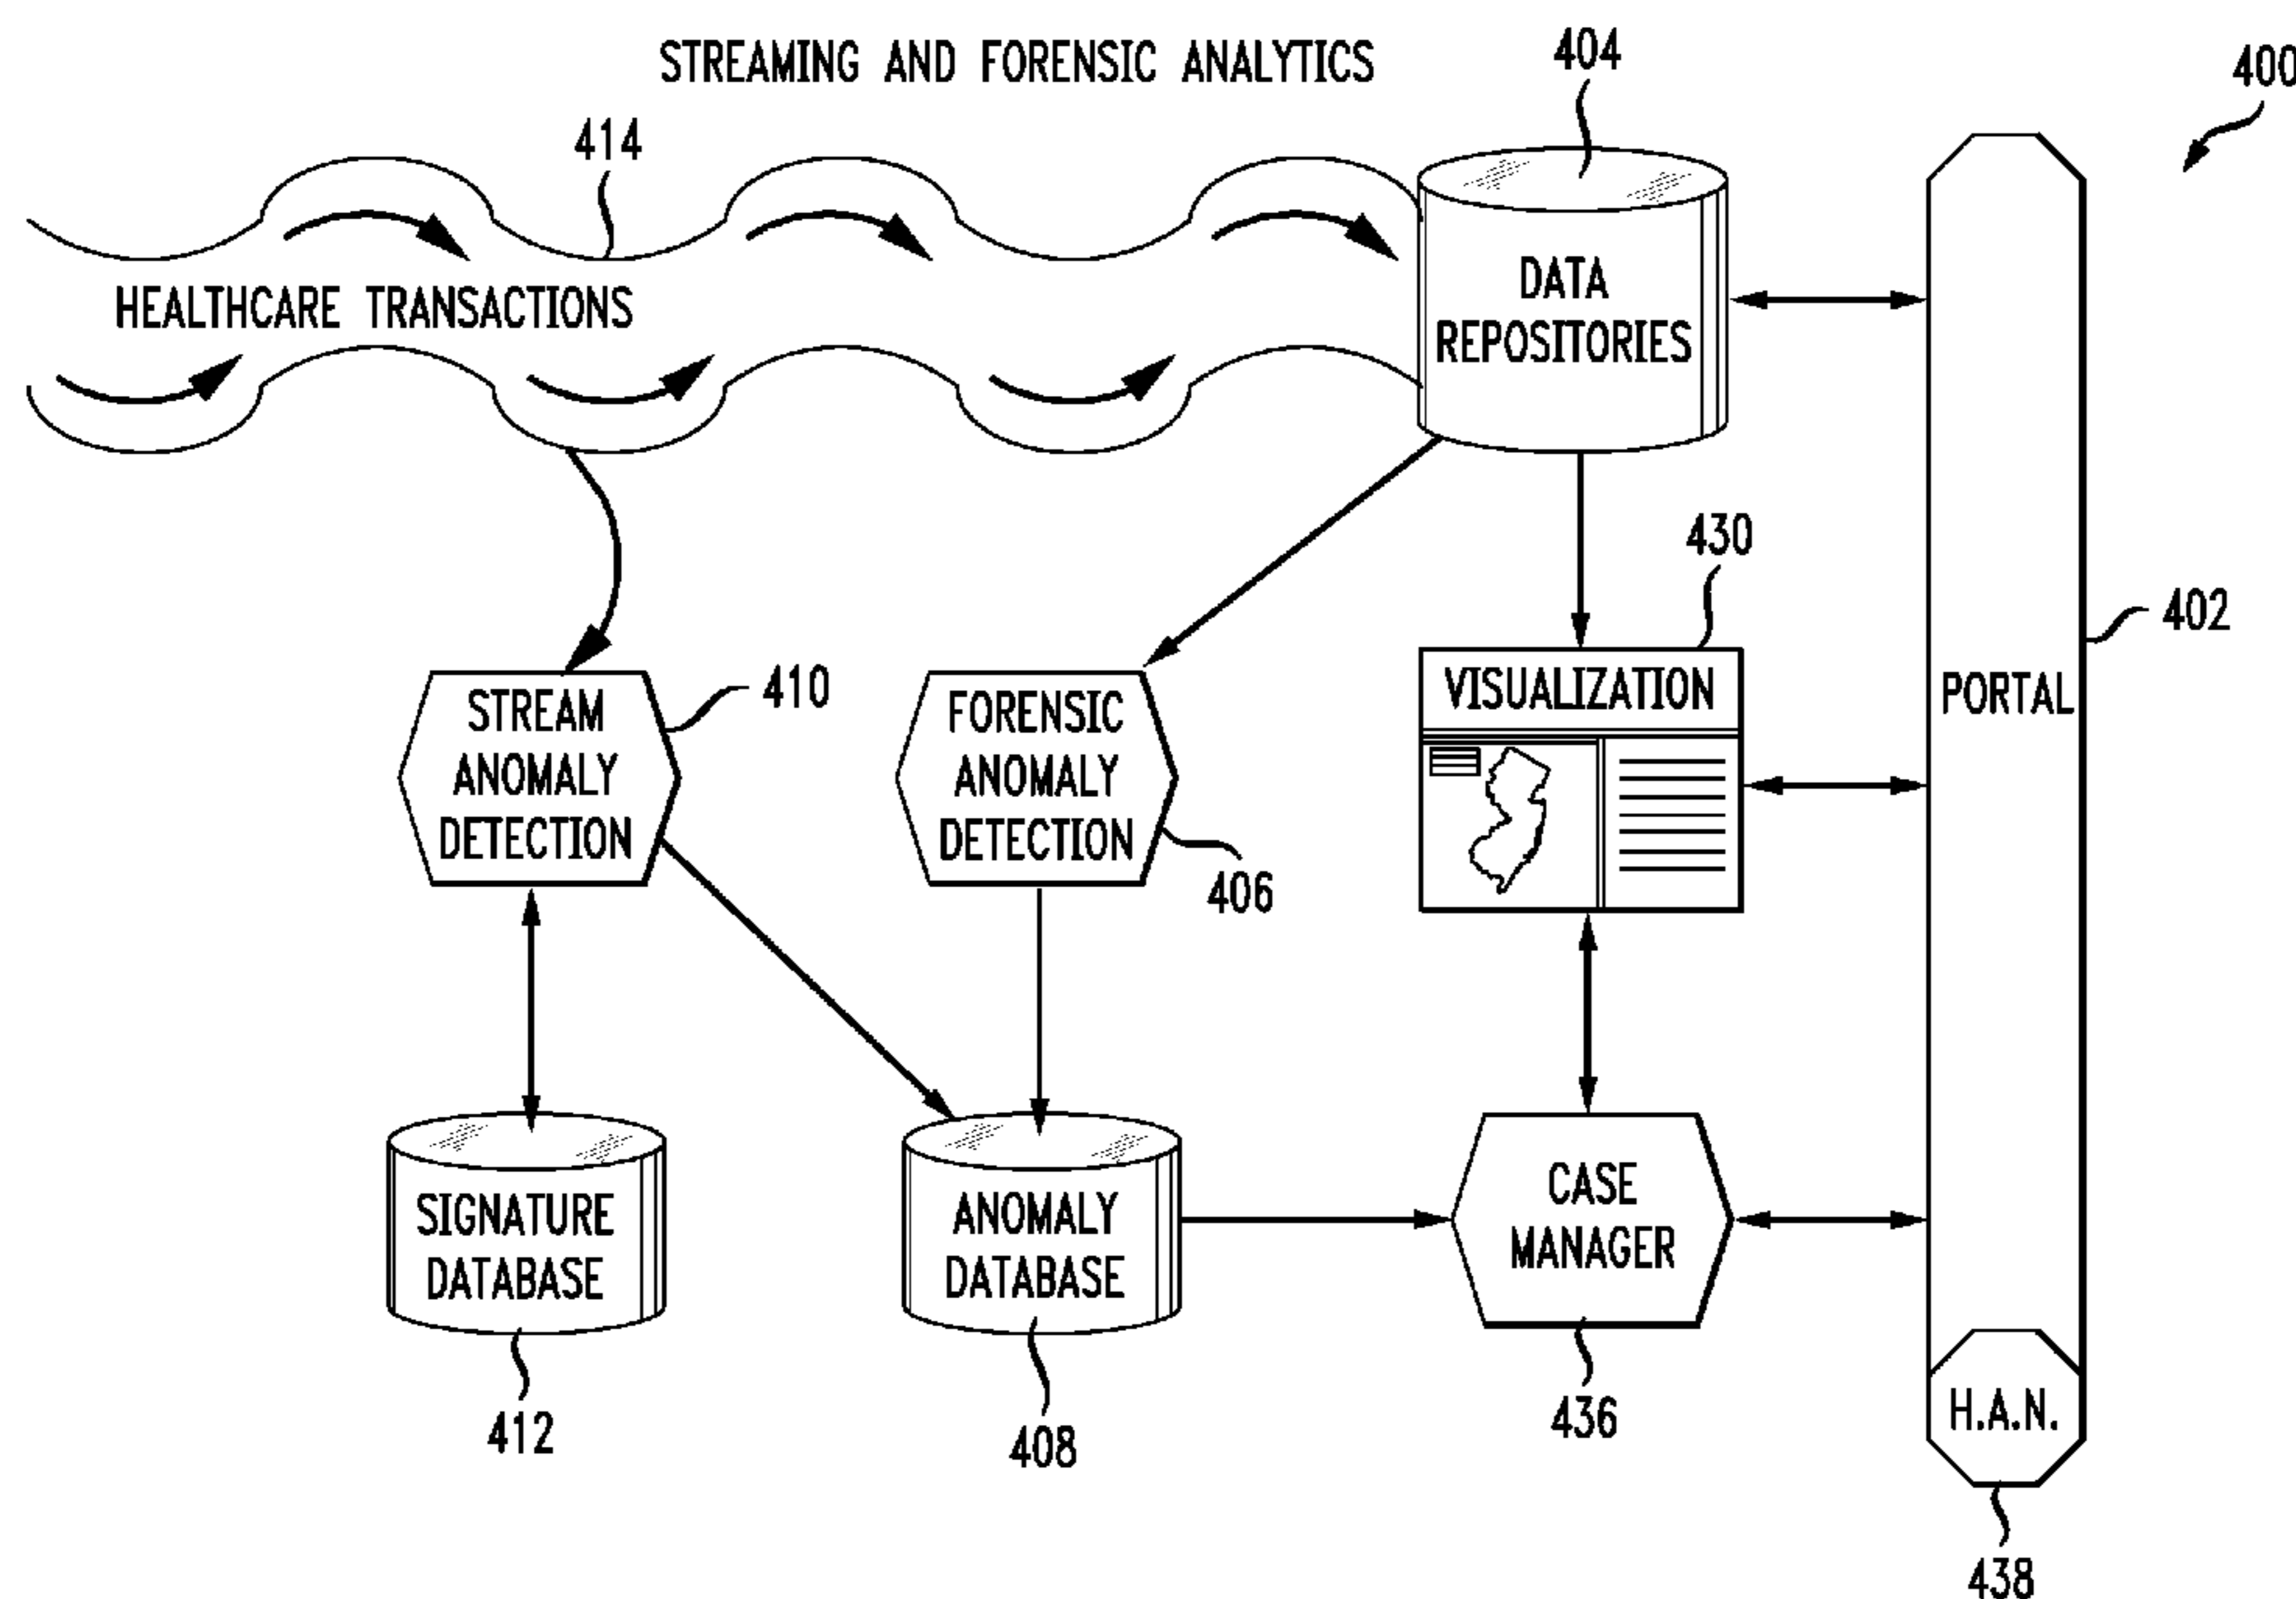 STREAMING AND FORENSIC ANALYTICS
404
400
414
HEALTHCARE TRANSACTIONS
DATA
REPOSITORIES
430
402
410
STREAM
ANOMALY
DETECTION
FORENSIC
ANOMALY
DETECTION
406
VISUALIZATION
PORTAL
SIGNATURE
DATABASE
ANOMALY
DATABASE
CASE
MANAGER
H.A.N.
412
408
436
438